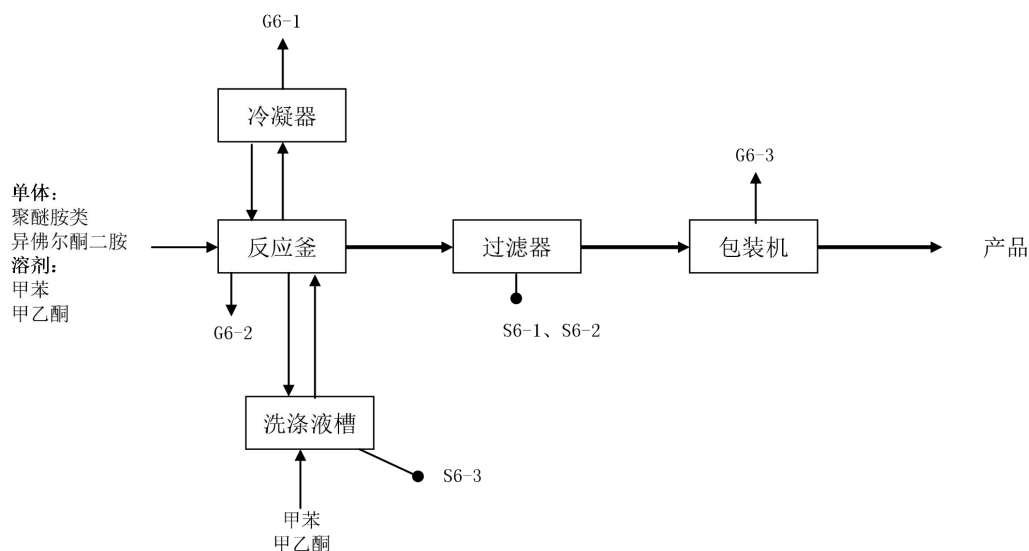 G6-1
冷凝器
G6-3
单体:
聚醚胺类
异佛尔酮二胺
溶剂:
甲苯
甲乙酮
反应釜
过滤器
包装机
产品
G6-2
S6-1、S6-2
洗涤液槽
S6-3
甲苯
甲乙酮